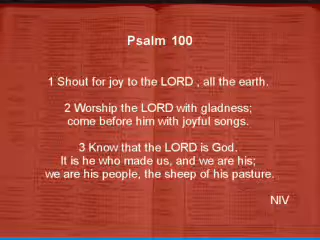 Psalm 100
1 Shout for joy to the LORD , all the earth.
2 Worship the LORD with gladness;
come before him with joyful songs.
3 Know that the LORD is God.
It is he who made us, and we are his;
we are his people, the sheep of his pasture.
NIV